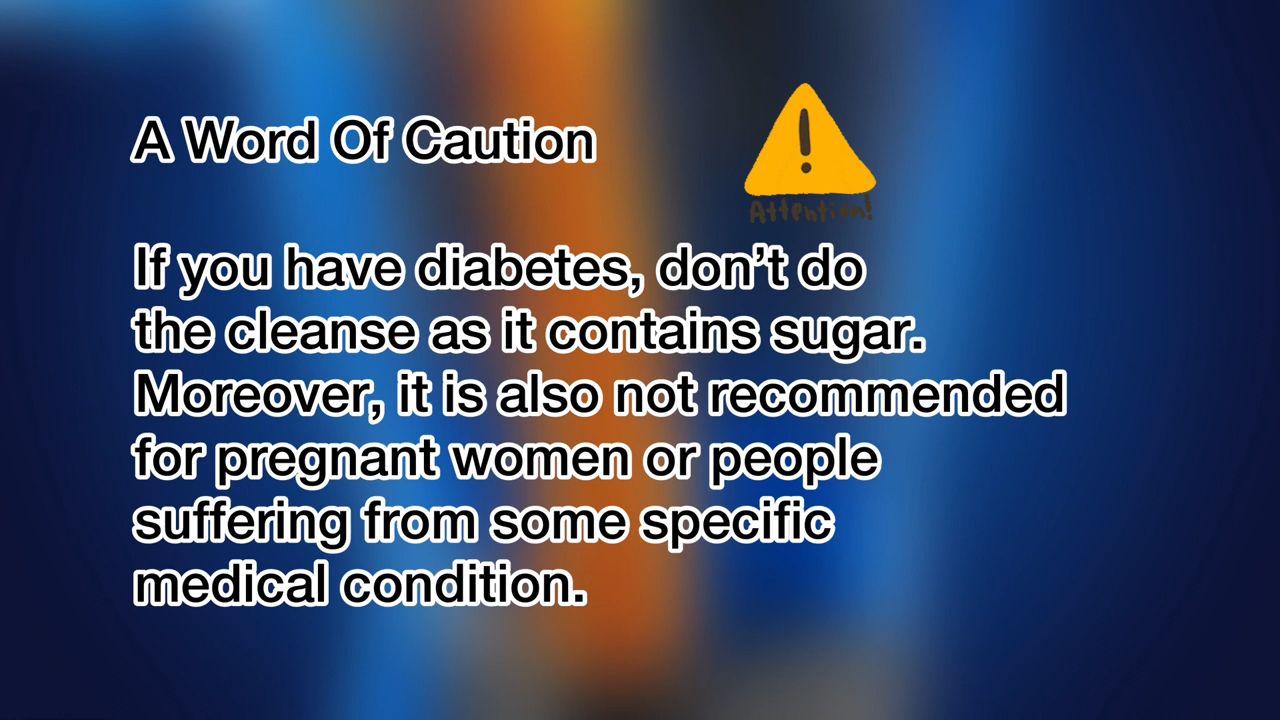 A Word Of Caution
Attention!
If you have diabetes, don’t do
the cleanse as it contains sugar.
Moreover, it is also not recommended
for pregnant women or people
suffering from some specific
medical condition.